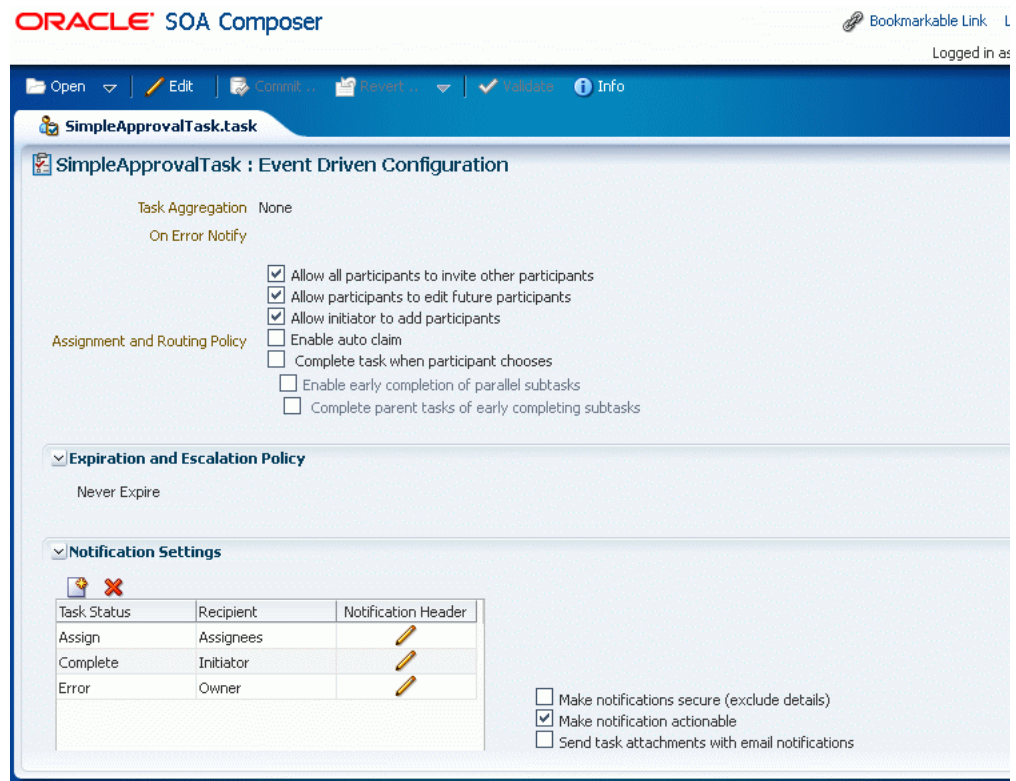 ORACLE SOA Composer
Bookmarkable Link L
Logged in as
Open Edit Commit .. Revert .. Validate Info
SimpleApprovalTask.task
SimpleApprovalTask : Event Driven Configuration
Task Aggregation None
On Error Notify
Allow all participants to invite other participants
Allow participants to edit future participants
Allow initiator to add participants
Assignment and Routing Policy Enable auto claim
Complete task when participant chooses
Enable early completion of parallel subtasks
Complete parent tasks of early completing subtasks
Expiration and Escalation Policy
Never Expire
Notification Settings
Task Status Recipient Notification Header
Assign Assignees
Complete Initiator
Error Owner
Make notifications secure (exclude details)
Make notification actionable
Send task attachments with email notifications